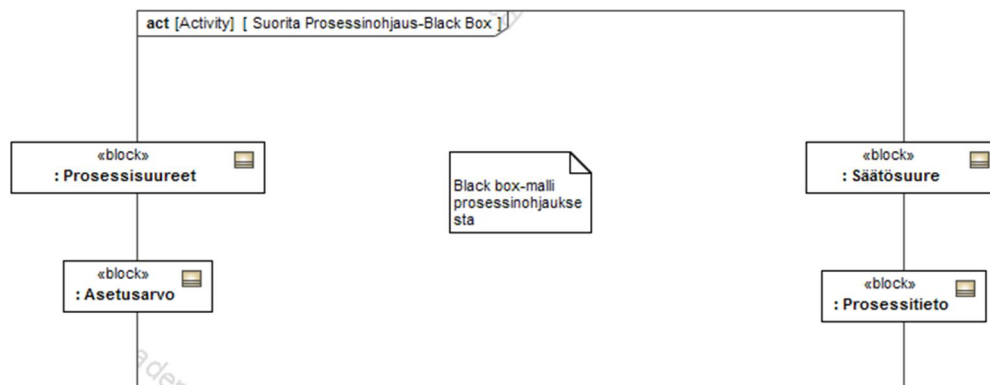 act [Activity] [ Suorita Prosessinohjaus-Black Box ]
«block»
: Prosessisuureet
«block»
: Säätösuure
Black box-malli
prosessinohjaukse
sta
«block»
: Asetusarvo
«block»
: Prosessitieto